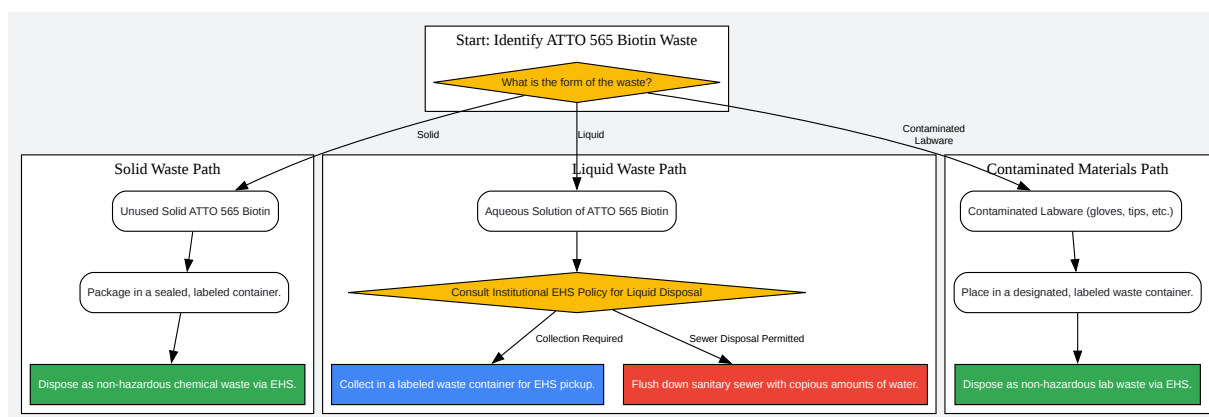 Start: Identify ATTO 565 Biotin Waste
What is the form of the waste?
Solid
Liquid
Contaminated
Labware
Solid Waste Path
Unused Solid ATTO 565 Biotin
Package in a sealed, labeled container.
Dispose as non-hazardous chemical waste via EHS.
Liquid Waste Path
Aqueous Solution of ATTO 565 Biotin
Consult Institutional EHS Policy for Liquid Disposal
Collection Required
Sewer Disposal Permitted
Collect in a labeled waste container for EHS pickup.
Flush down sanitary sewer with copious amounts of water.
Contaminated Materials Path
Contaminated Labware (gloves, tips, etc.)
Place in a designated, labeled waste container.
Dispose as non-hazardous lab waste via EHS.